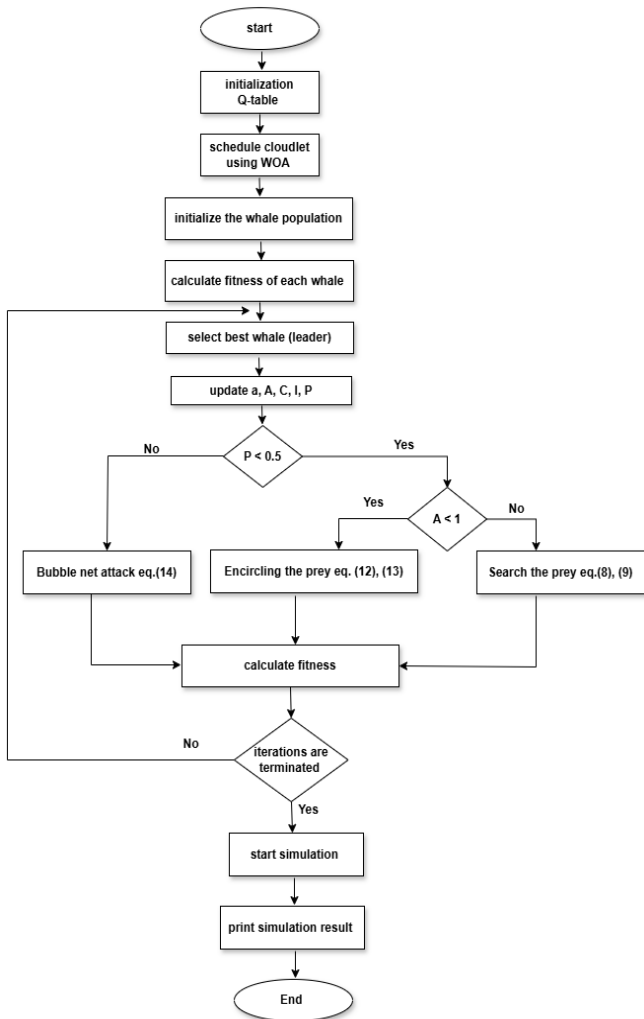 start
initialization
Q-table
schedule cloudlet
using WOA
initialize the whale population
calculate fitness of each whale
select best whale (leader)
update a, A, C, I, P
No
P < 0.5
Yes
Yes
A < 1
No
Bubble net attack eq.(14)
Encircling the prey eq. (12), (13)
Search the prey eq.(8), (9)
calculate fitness
No
iterations are
terminated
Yes
start simulation
print simulation result
End